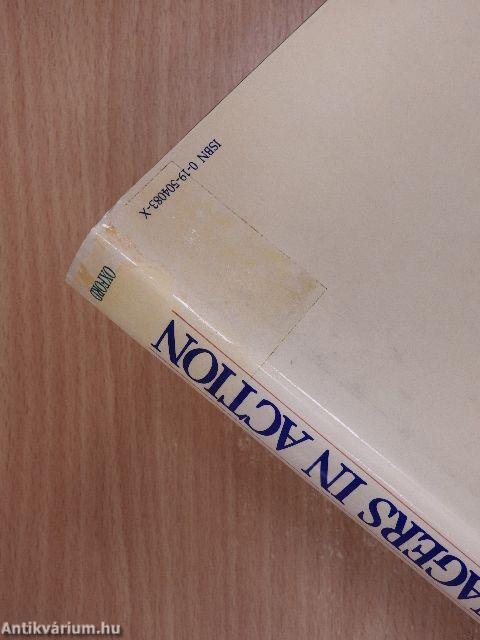 ISBN 0-19-504083-X
OXFORD
AGERS IN ACTION
Antikvárium.hu